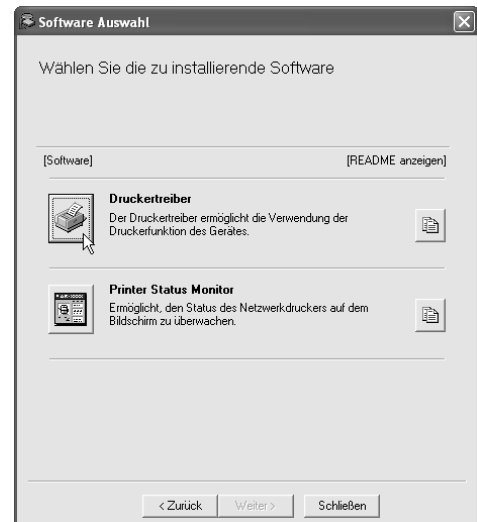 Software Auswahl
Wählen Sie die zu installierende Software
[Software] [README anzeigen]
Druckertreiber
Der Druckertreiber ermöglicht die Verwendung der
Druckerfunktion des Gerätes.
Printer Status Monitor
Ermöglicht, den Status des Netzwerkdruckers auf dem
Bildschirm zu überwachen.
< Zurück Weiter > Schließen